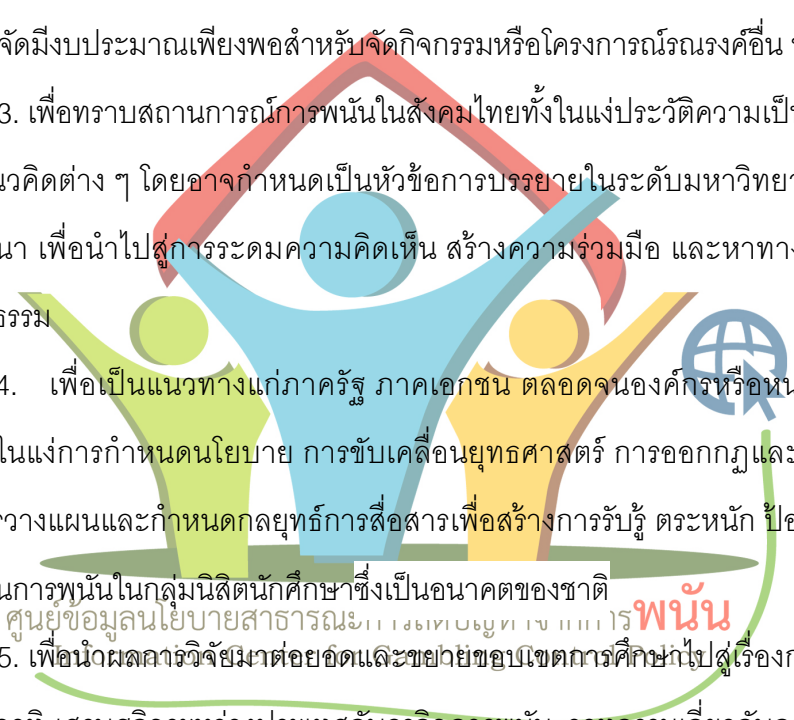 จัดมีงบประมาณเพียงพอสำหรับจัดกิจกรรมหรือโครงการณ์รณรงค์อื่น
3. เพื่อทราบสถานการณ์การพนันในสังคมไทยทั้งในแง่ประวัติความเป็น
นวคิดต่าง ๆ โดยอาจกำหนดเป็นหัวข้อการบรรยายในระดับมหาวิทยา
นา เพื่อนำไปสู่การระดมความคิดเห็น สร้างความร่วมมือ และหาทาง
ธรรม
4. เพื่อเป็นแนวทางแก่ภาครัฐ ภาคเอกชน ตลอดจนองค์กรหรือหน
ในแง่การกำหนดนโยบาย การขับเคลื่อนยุทธศาสตร์ การออกกฎและ
วางแผนและกำหนดกลยุทธ์การสื่อสารเพื่อสร้างการรับรู้ ตระหนัก ป้อ
นการพนันในกลุ่มนิสิตนักศึกษาซึ่งเป็นอนาคตของชาติ
ศูนย์ข้อมูลนโยบายสาธารณะ พนัน
Information Center for Gambling Control Policy
5. เพื่อนำผลการวิจัยมาต่อยอดและขยายขอบเขตการศึกษาไปสู่เรื่อง